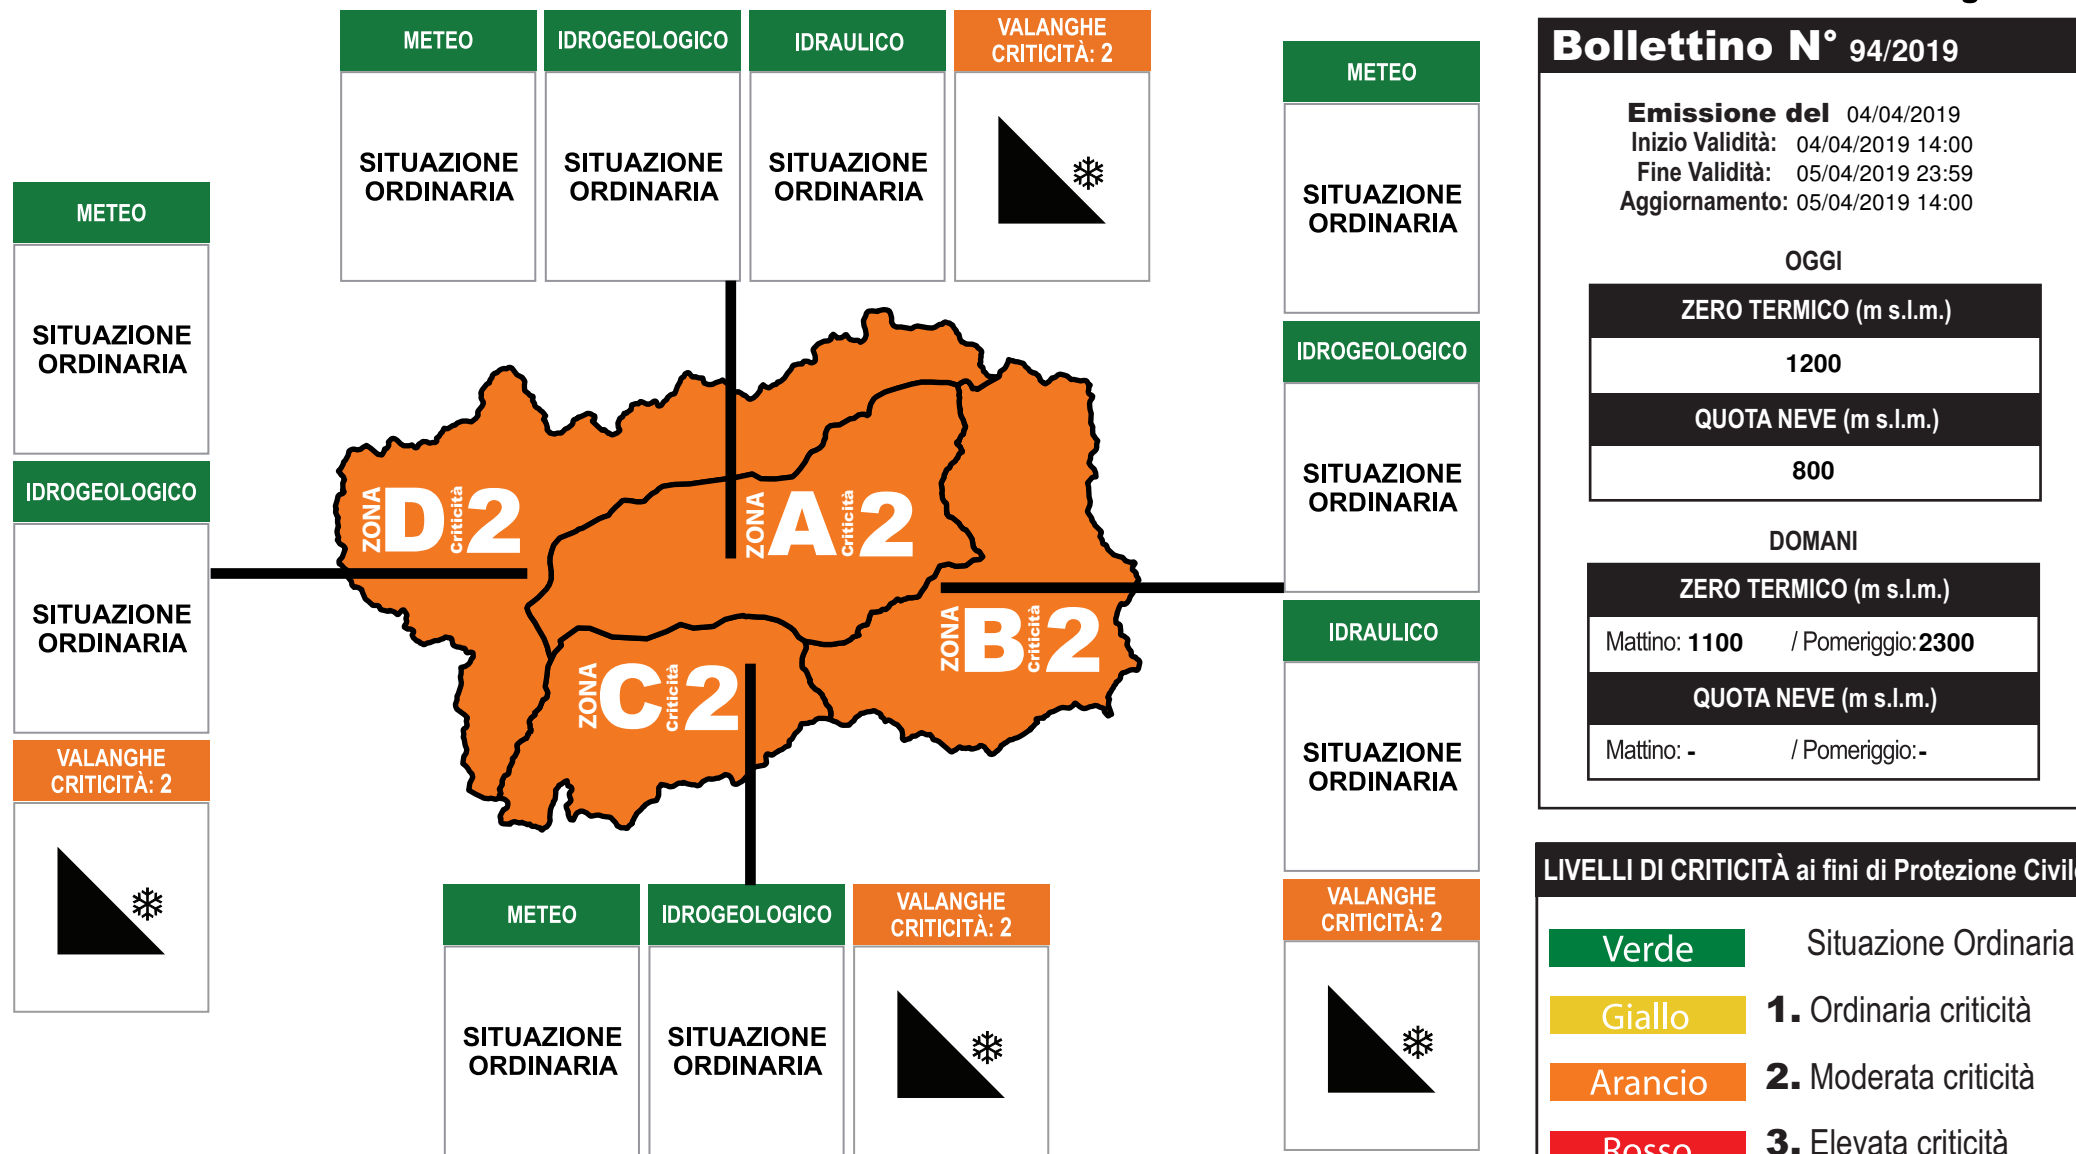 METEO
IDROGEOLOGICO
IDRAULICO
VALANGHE
CRITICITÀ: 2
SITUAZIONE
ORDINARIA
SITUAZIONE
ORDINARIA
SITUAZIONE
ORDINARIA
METEO
SITUAZIONE
ORDINARIA
IDROGEOLOGICO
SITUAZIONE
ORDINARIA
VALANGHE
CRITICITÀ: 2
ZONA D Criticità 2
ZONA A Criticità 2
ZONA B Criticità 2
ZONA C Criticità 2
METEO
IDROGEOLOGICO
VALANGHE
CRITICITÀ: 2
SITUAZIONE
ORDINARIA
SITUAZIONE
ORDINARIA
METEO
SITUAZIONE
ORDINARIA
IDROGEOLOGICO
SITUAZIONE
ORDINARIA
IDRAULICO
SITUAZIONE
ORDINARIA
VALANGHE
CRITICITÀ: 2
Bollettino N° 94/2019
Emissione del 04/04/2019
Inizio Validità: 04/04/2019 14:00
Fine Validità: 05/04/2019 23:59
Aggiornamento: 05/04/2019 14:00
OGGI
ZERO TERMICO (m s.l.m.)
1200
QUOTA NEVE (m s.l.m.)
800
DOMANI
ZERO TERMICO (m s.l.m.)
Mattino: 1100 / Pomeriggio: 2300
QUOTA NEVE (m s.l.m.)
Mattino: - / Pomeriggio: -
LIVELLI DI CRITICITÀ ai fini di Protezione Civile
Verde Situazione Ordinaria
Giallo 1. Ordinaria criticità
Arancio 2. Moderata criticità
Rosso 3. Elevata criticità